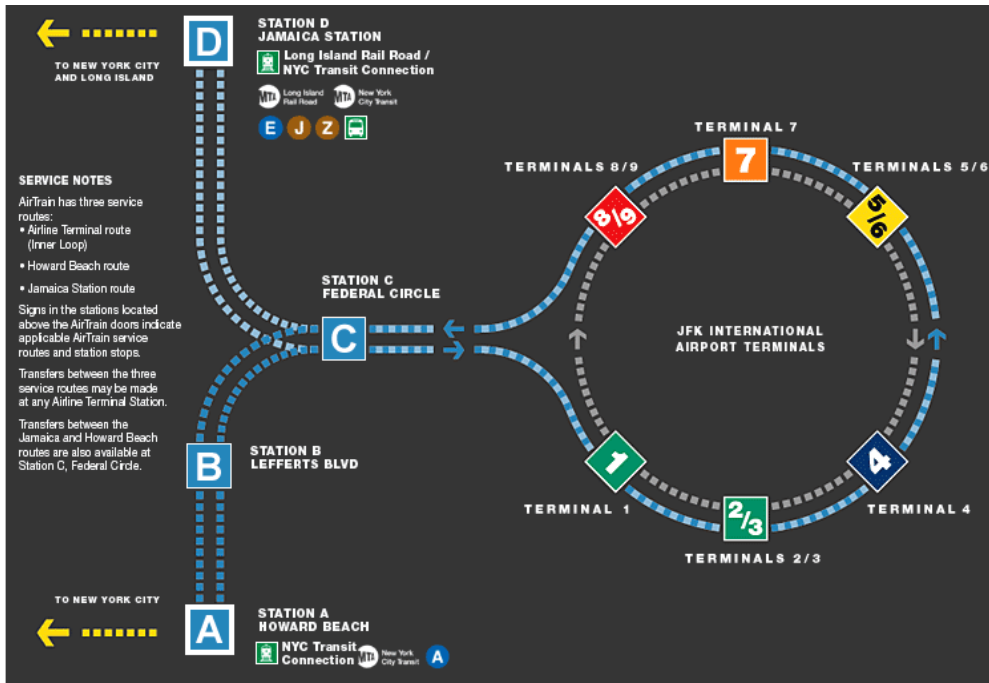 D
STATION D
JAMAICA STATION
Long Island Rail Road /
NYC Transit Connection
MTA
Long Island
Rail Road
MTA
New York
City Transit
E
J
Z
TO NEW YORK CITY
AND LONG ISLAND
SERVICE NOTES
AirTrain has three service
routes:
• Airline Terminal route
(Inner Loop)
• Howard Beach route
• Jamaica Station route
Signs in the stations located
above the AirTrain doors indicate
applicable AirTrain service
routes and station stops.
Transfers between the three
service routes may be made
at any Airline Terminal Station.
Transfers between the
Jamaica and Howard Beach
routes are also available at
Station C, Federal Circle.
STATION C
FEDERAL CIRCLE
C
B
STATION B
LEFFERTS BLVD
TO NEW YORK CITY
A
STATION A
HOWARD BEACH
NYC Transit
Connection
MTA
New York
City Transit
A
TERMINAL 7
7
TERMINALS 8/9
8/9
TERMINALS 5/6
5/6
JFK INTERNATIONAL
AIRPORT TERMINALS
1
TERMINAL 1
2/3
TERMINALS 2/3
4
TERMINAL 4